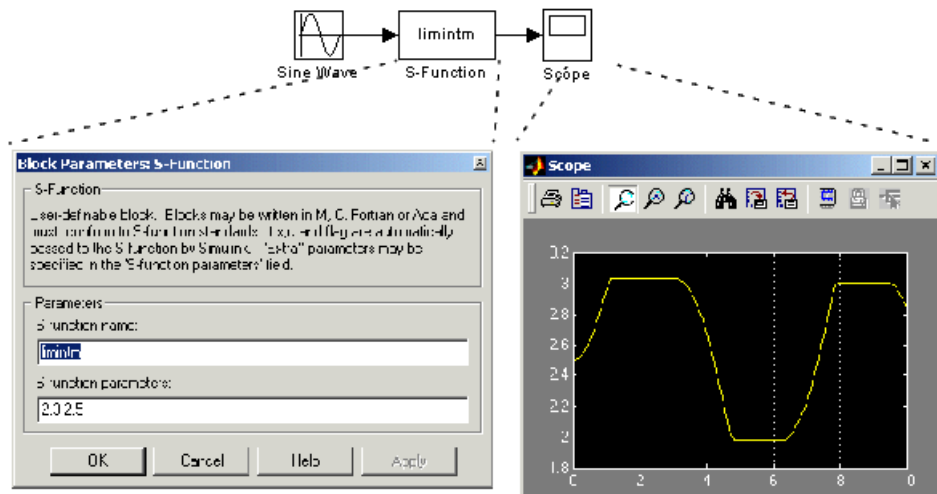 limintm
Sine Wave
S-Function
Scope
Block Parameters: S-Function
S-Function
User-definable block. Blocks may be written in M, C, Fortran or Ada and
must conform to S-function standards. t,x,u and flag are automatically
passed to the S-function by Simulink. "Extra" parameters may be
specified in the 'S-function parameters' field.
Parameters
S-function name:
limintm
S-function parameters:
OK
Cancel
Help
Apply
Scope
3.2
3
2.8
2.6
2.4
2.2
2
1.8
0
2
4
6
8